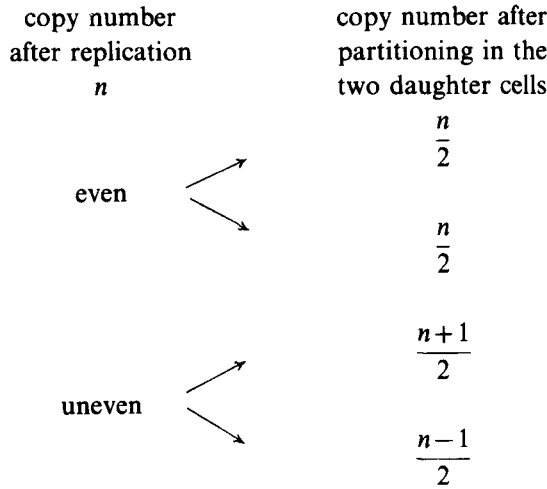 copy number
after replication
n
copy number after
partitioning in the
two daughter cells
even
n/2
n/2
uneven
n+1/2
n−1/2